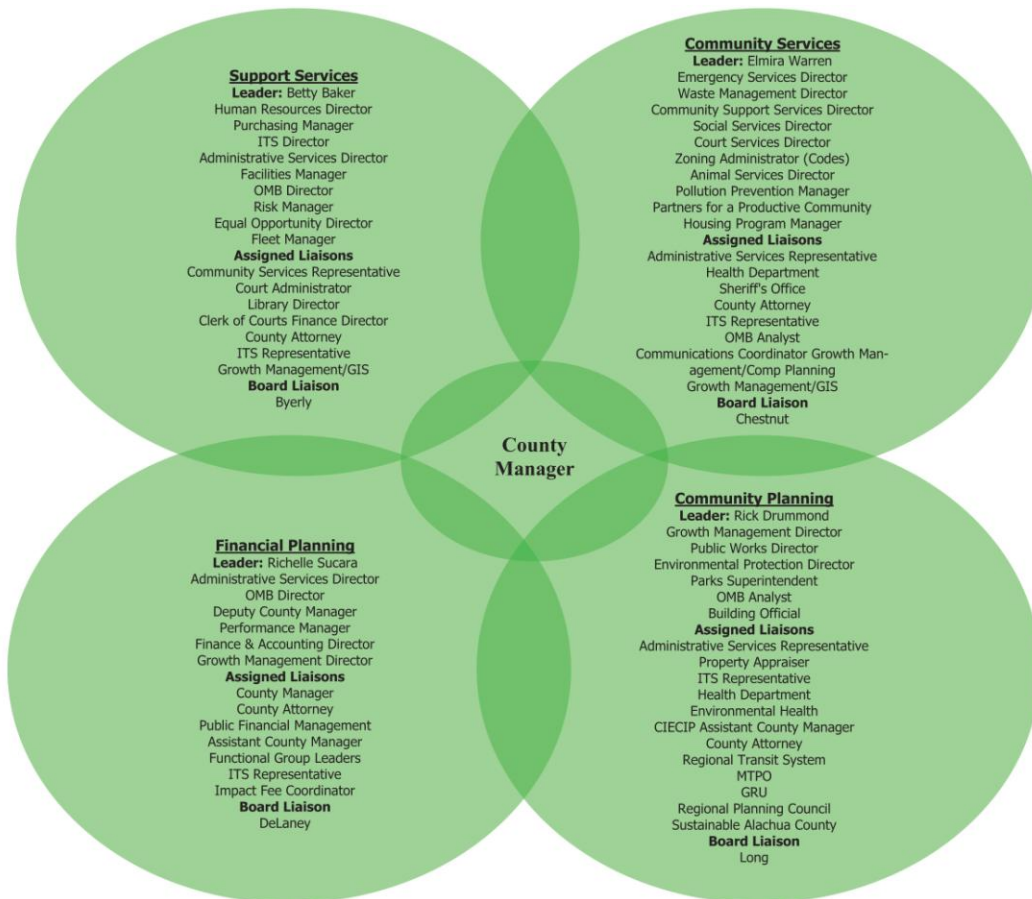 Support Services
Leader: Betty Baker
Human Resources Director
Purchasing Manager
ITS Director
Administrative Services Director
Facilities Manager
OMB Director
Risk Manager
Equal Opportunity Director
Fleet Manager
Assigned Liaisons
Community Services Representative
Court Administrator
Library Director
Clerk of Courts Finance Director
County Attorney
ITS Representative
Growth Management/GIS
Board Liaison
Byerly
Community Services
Leader: Elmira Warren
Emergency Services Director
Waste Management Director
Community Support Services Director
Social Services Director
Court Services Director
Zoning Administrator (Codes)
Animal Services Director
Pollution Prevention Manager
Partners for a Productive Community
Housing Program Manager
Assigned Liaisons
Administrative Services Representative
Health Department
Sheriff's Office
County Attorney
ITS Representative
OMB Analyst
Communications Coordinator Growth Man-
agement/Comp Planning
Growth Management/GIS
Board Liaison
Chestnut
County
Manager
Financial Planning
Leader: Richelle Sucara
Administrative Services Director
OMB Director
Deputy County Manager
Performance Manager
Finance & Accounting Director
Growth Management Director
Assigned Liaisons
County Manager
County Attorney
Public Financial Management
Assistant County Manager
Functional Group Leaders
ITS Representative
Impact Fee Coordinator
Board Liaison
DeLaney
Community Planning
Leader: Rick Drummond
Growth Management Director
Public Works Director
Environmental Protection Director
Parks Superintendent
OMB Analyst
Building Official
Assigned Liaisons
Administrative Services Representative
Property Appraiser
ITS Representative
Health Department
Environmental Health
CIECIP Assistant County Manager
County Attorney
Regional Transit System
MTPO
GRU
Regional Planning Council
Sustainable Alachua County
Board Liaison
Long